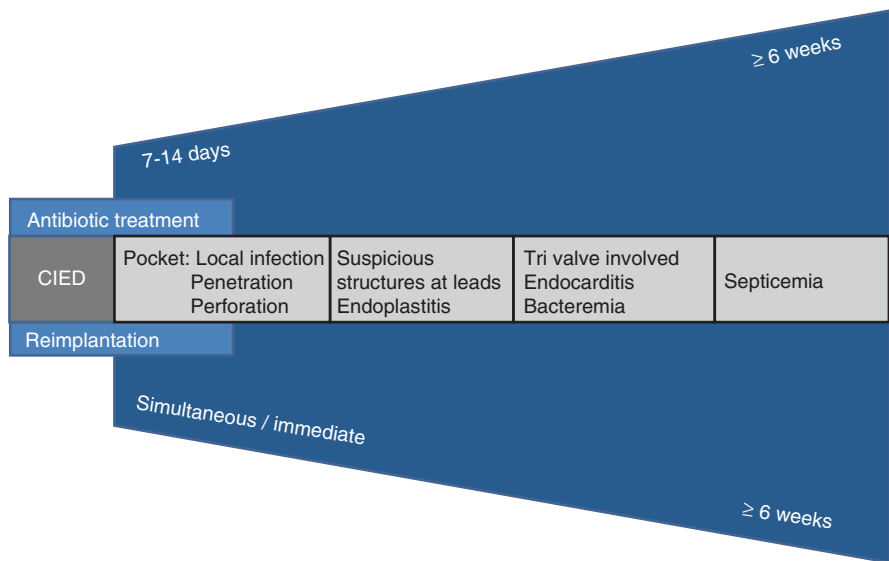 ≥ 6 weeks
7-14 days
Antibiotic treatment
CIED
Pocket: Local infection
Penetration
Perforation
Suspicious
structures at leads
Endoplastitis
Tri valve involved
Endocarditis
Bacteremia
Septicemia
Reimplantation
Simultaneous / immediate
≥ 6 weeks